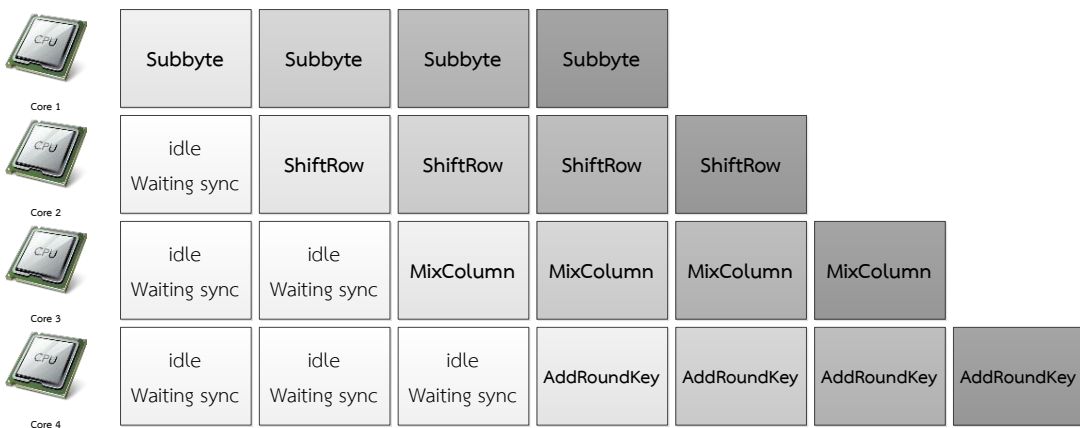 CPU
Subbyte Subbyte Subbyte Subbyte
Core 1
CPU
idle
Waiting sync
ShiftRow ShiftRow ShiftRow ShiftRow
Core 2
CPU
idle
Waiting sync
idle
Waiting sync
MixColumn MixColumn MixColumn MixColumn
Core 3
CPU
idle
Waiting sync
idle
Waiting sync
idle
Waiting sync
AddRoundKey AddRoundKey AddRoundKey AddRoundKey
Core 4